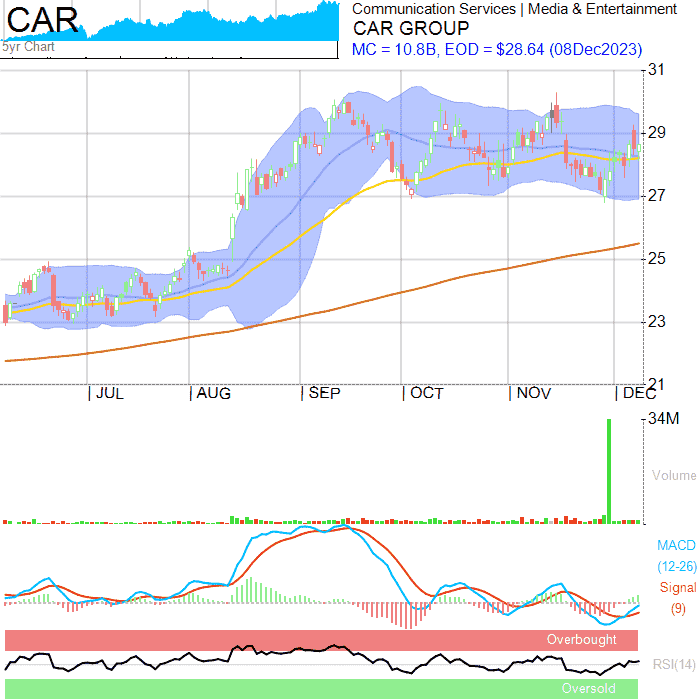 CAR
5yr Chart
Communication Services | Media & Entertainment
CAR GROUP
MC = 10.8B, EOD = $28.64 (08Dec2023)
31
29
27
25
23
21
JUL AUG SEP OCT NOV DEC
34M
Volume
MACD
(12-26)
Signal
(9)
Overbought
RSI(14)
Oversold